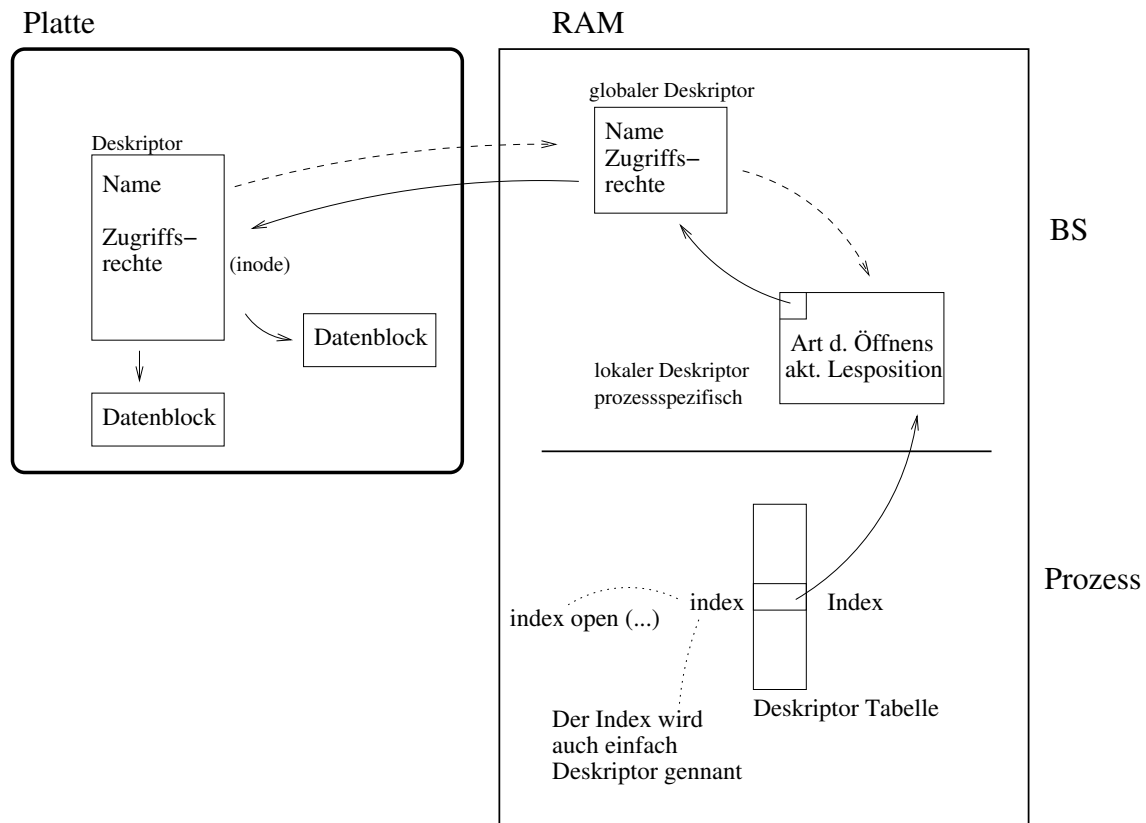 Platte
RAM
Deskriptor
Name
Zugriffs–
rechte
(inode)
Datenblock
Datenblock
globaler Deskriptor
Name
Zugriffs–
rechte
BS
Art d. Öffnens
akt. Lesposition
lokaler Deskriptor
prozessspezifisch
Prozess
index
Index
index open (...)
Deskriptor Tabelle
Der Index wird
auch einfach
Deskriptor gennant